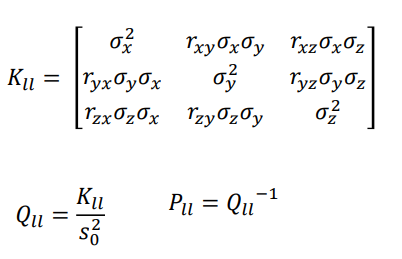 K_ll = [ σ_x^2  r_xy σ_x σ_y  r_xz σ_x σ_z
r_yx σ_y σ_x  σ_y^2  r_yz σ_y σ_z
r_zx σ_z σ_x  r_zy σ_z σ_y  σ_z^2 ]
Q_ll = K_ll / s_0^2   P_ll = Q_ll^-1